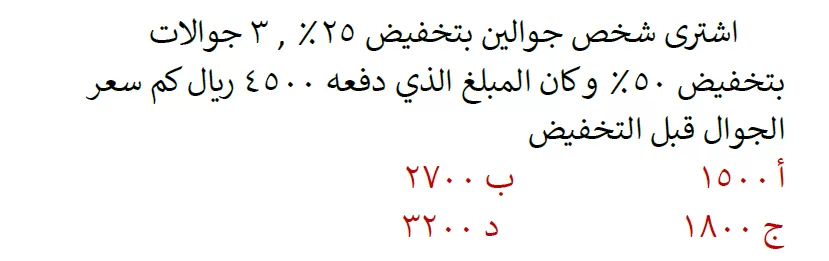 اشترى شخص جوالين بتخفيض ٢٥٪ , ٣ جوالات
بتخفيض ٥٠٪ وكان المبلغ الذي دفعه ٤٥٠٠ ريال كم سعر
الجوال قبل التخفيض
أ ١٥٠٠ ب ٢٧٠٠
ج ١٨٠٠ د ٣٢٠٠